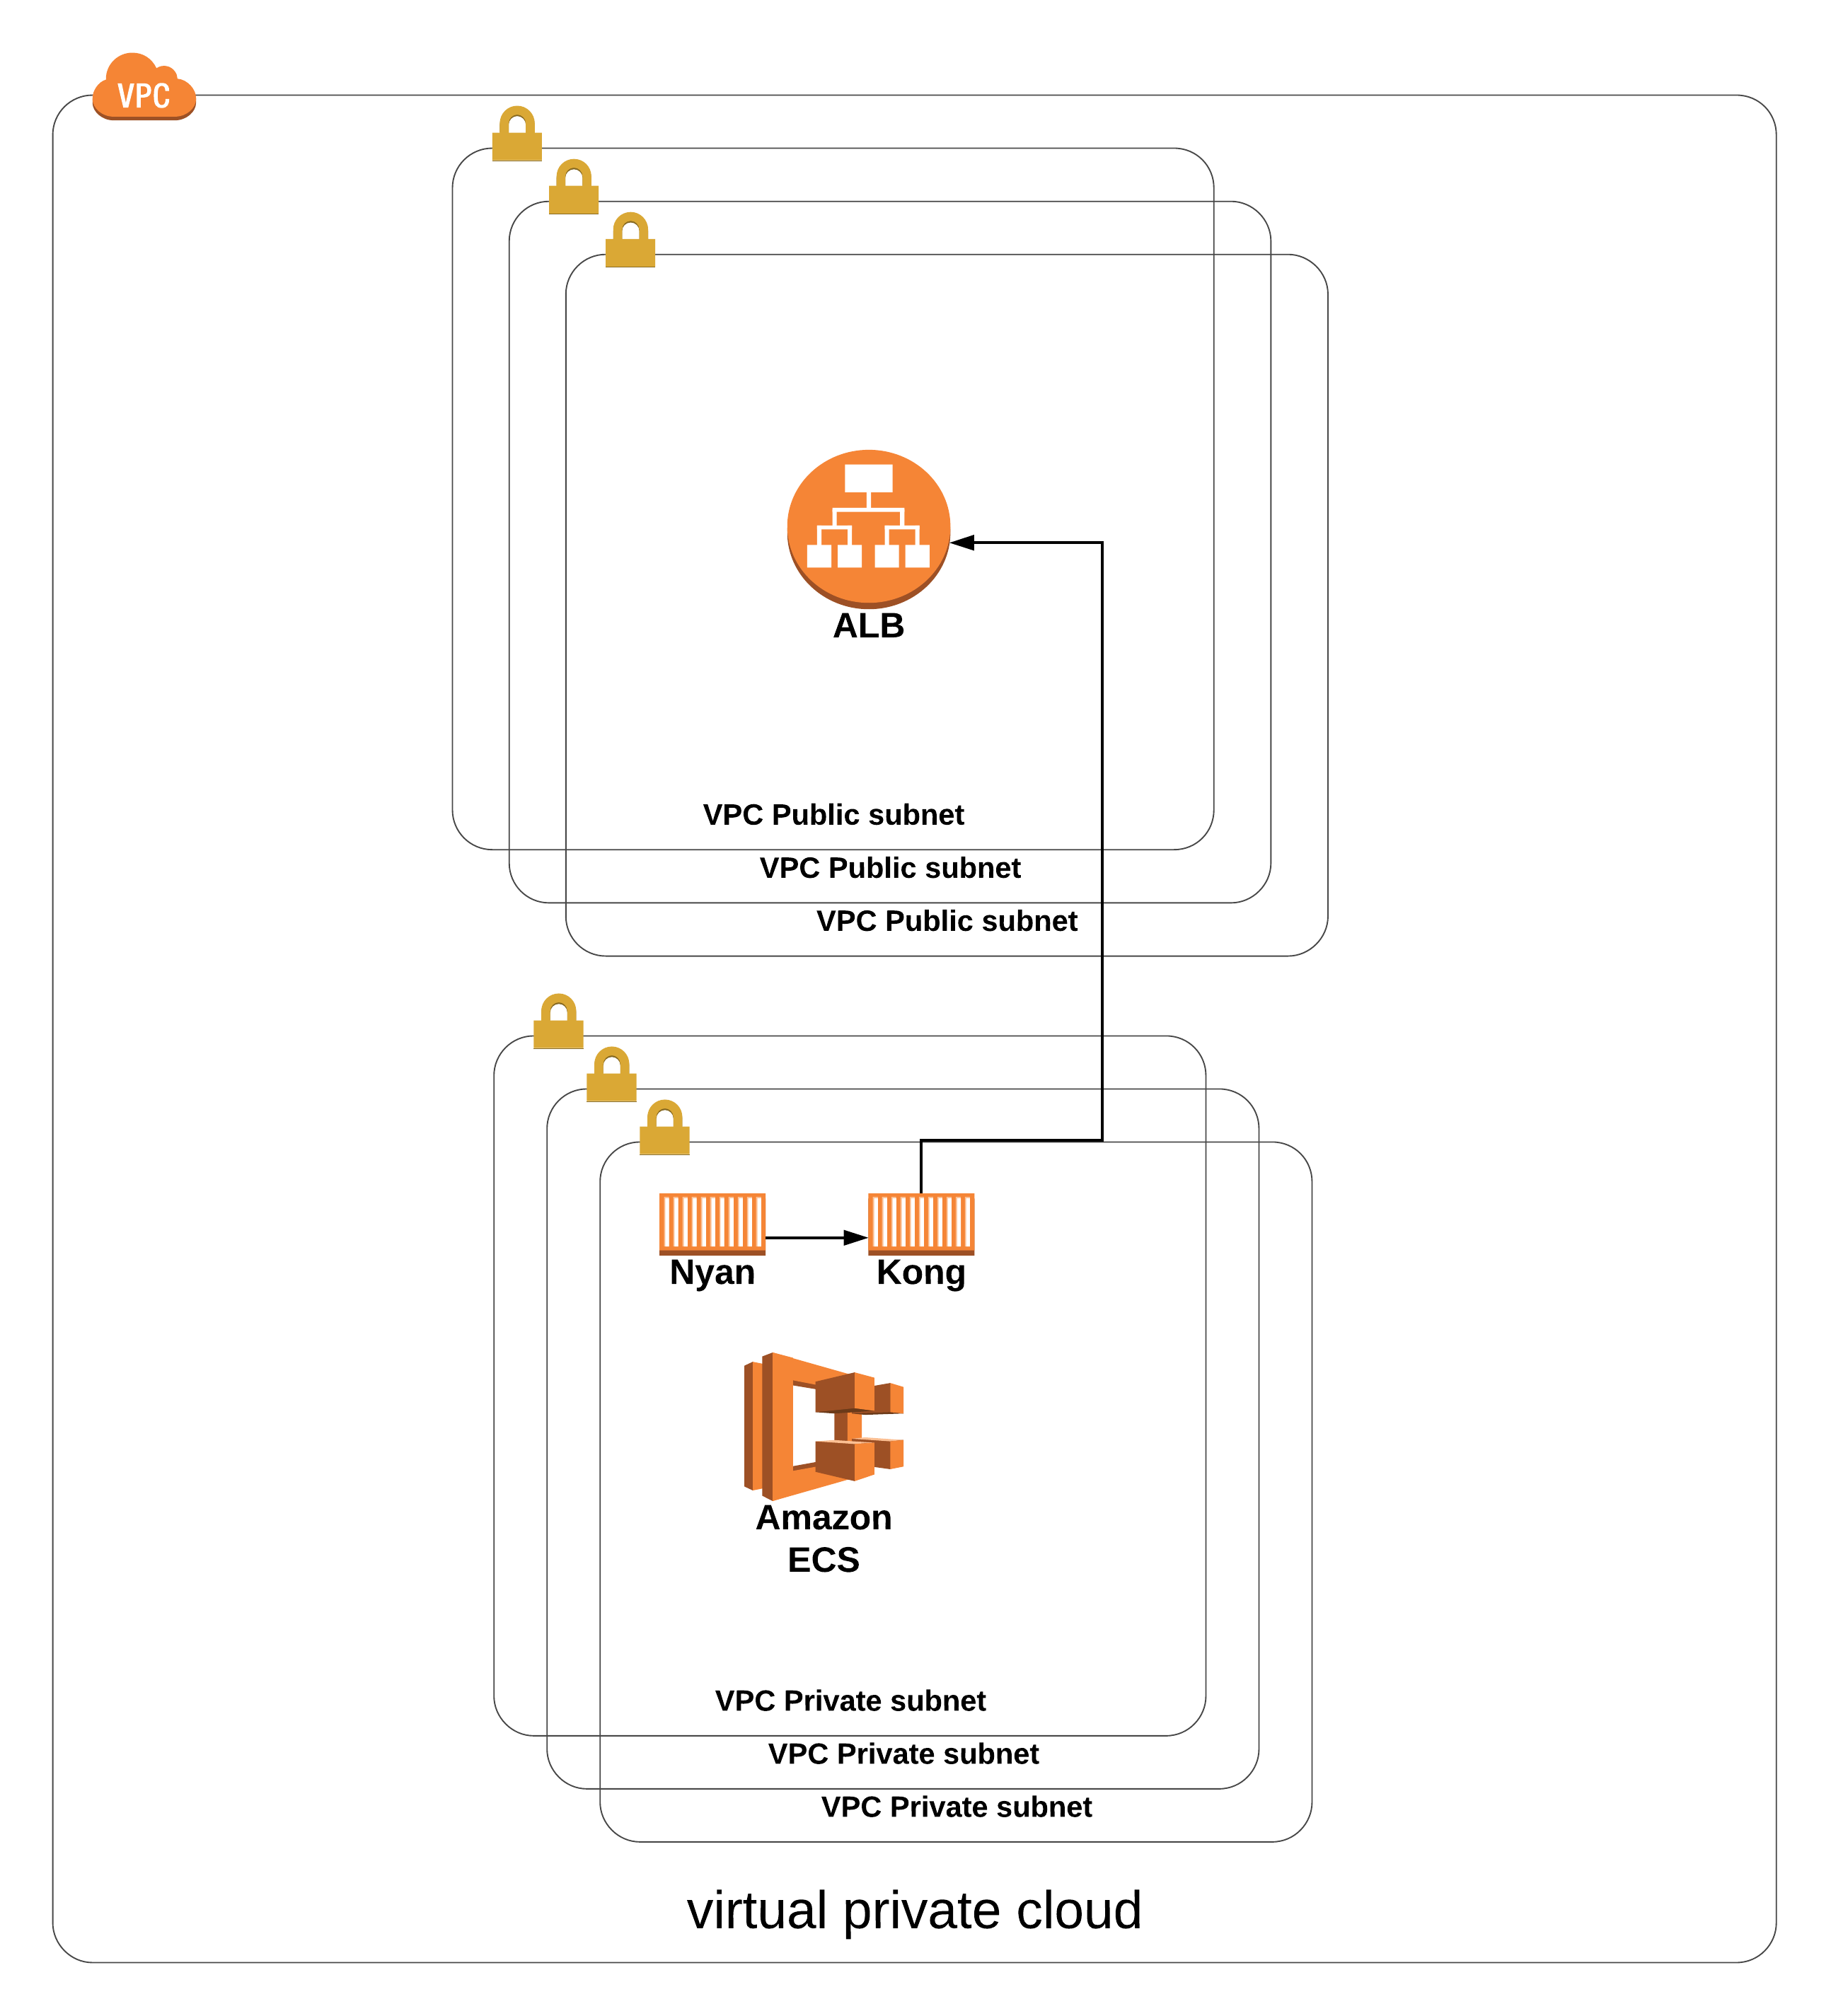 VPC
ALB
VPC Public subnet
VPC Public subnet
VPC Public subnet
Nyan
Kong
Amazon
ECS
VPC Private subnet
VPC Private subnet
VPC Private subnet
virtual private cloud